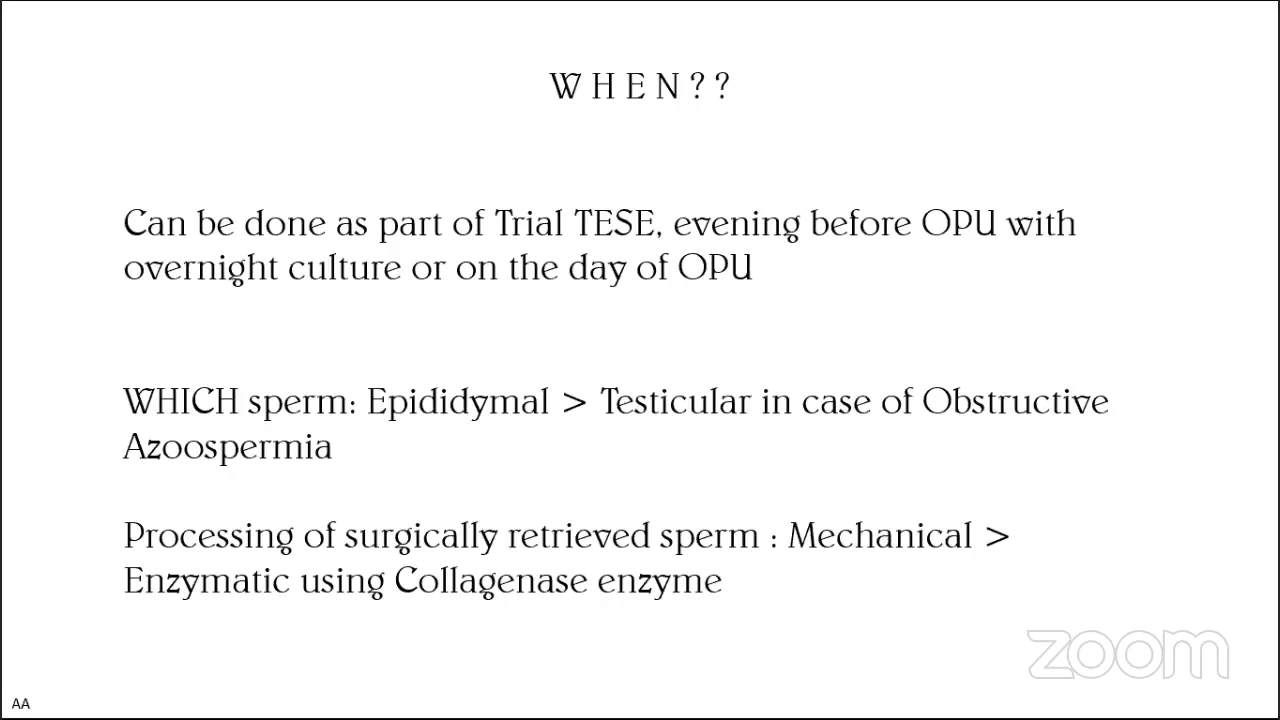 WHEN??
Can be done as part of Trial TESE, evening before OPU with
overnight culture or on the day of OPU
WHICH sperm: Epididymal > Testicular in case of Obstructive
Azoospermia
Processing of surgically retrieved sperm : Mechanical >
Enzymatic using Collagenase enzyme
zoom
AA